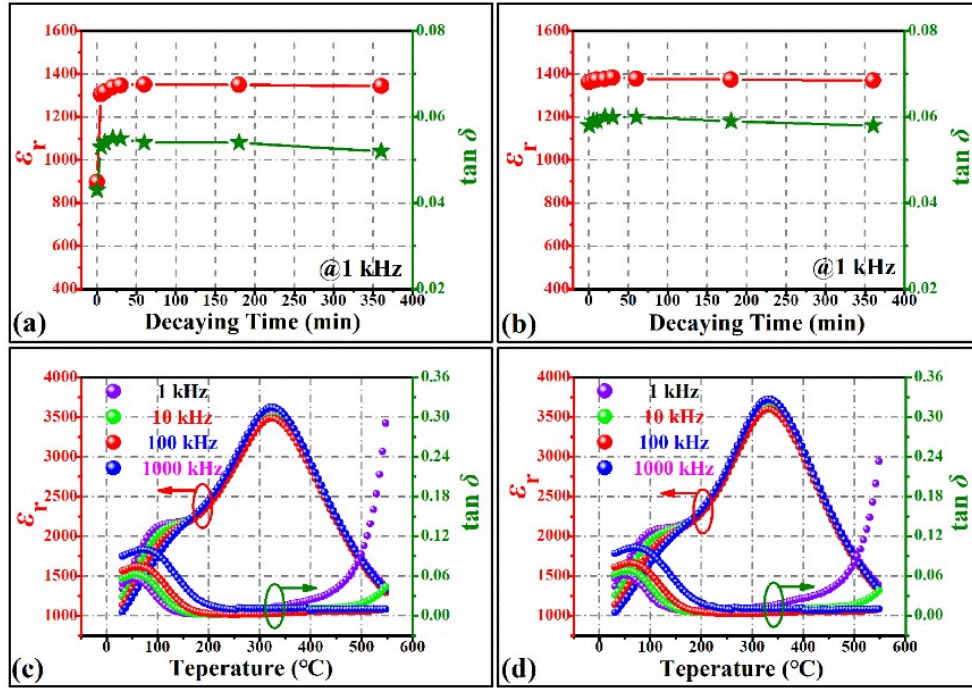 1600
1400
1200
1000
800
600
400
εr
0.08
0.06
0.04
0.02
tan δ
@1 kHz
0 50 100 150 200 250 300 350 400
Decaying Time (min)
(a)
1600
1400
1200
1000
800
600
400
εr
0.08
0.06
0.04
0.02
tan δ
@1 kHz
0 50 100 150 200 250 300 350 400
Decaying Time (min)
(b)
4000
3500
3000
2500
2000
1500
1000
εr
1 kHz
10 kHz
100 kHz
1000 kHz
0.36
0.30
0.24
0.18
0.12
0.06
0.00
tan δ
0 100 200 300 400 500 600
Teperature (°C)
(c)
4000
3500
3000
2500
2000
1500
1000
εr
1 kHz
10 kHz
100 kHz
1000 kHz
0.36
0.30
0.24
0.18
0.12
0.06
0.00
tan δ
0 100 200 300 400 500 600
Teperature (°C)
(d)